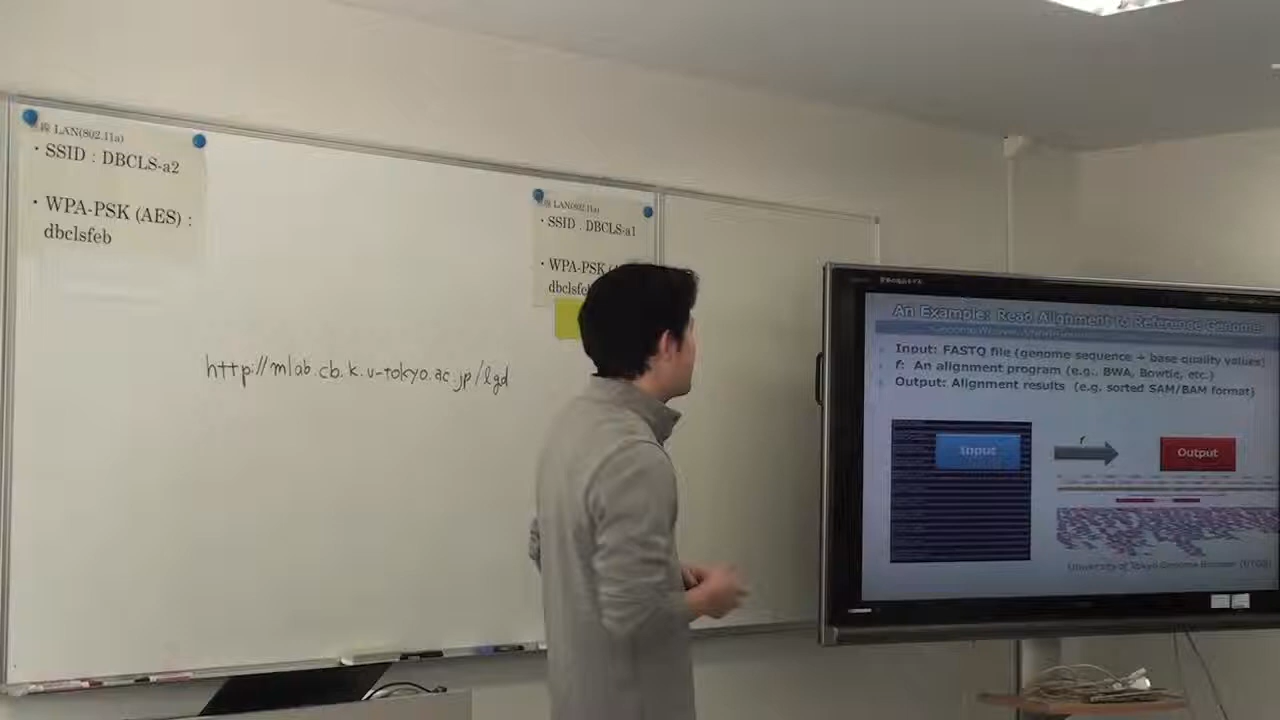 LAN(802.11a)
・SSID : DBCLS-a2
・WPA-PSK (AES) :
dbclsfeb
LAN(802.11a)
・SSID : DBCLS-a1
・WPA-PSK
http://mlab.cb.k.u-tokyo.ac.jp/lgd
An Example: Read Alignment to Reference Genome
Input: FASTQ file (genome sequence + base quality values)
f: An alignment program (e.g., BWA, Bowtie, etc.)
Output: Alignment results (e.g. sorted SAM/BAM format)
Input
f
Output
University of Tokyo Genome Browser (UTGB)